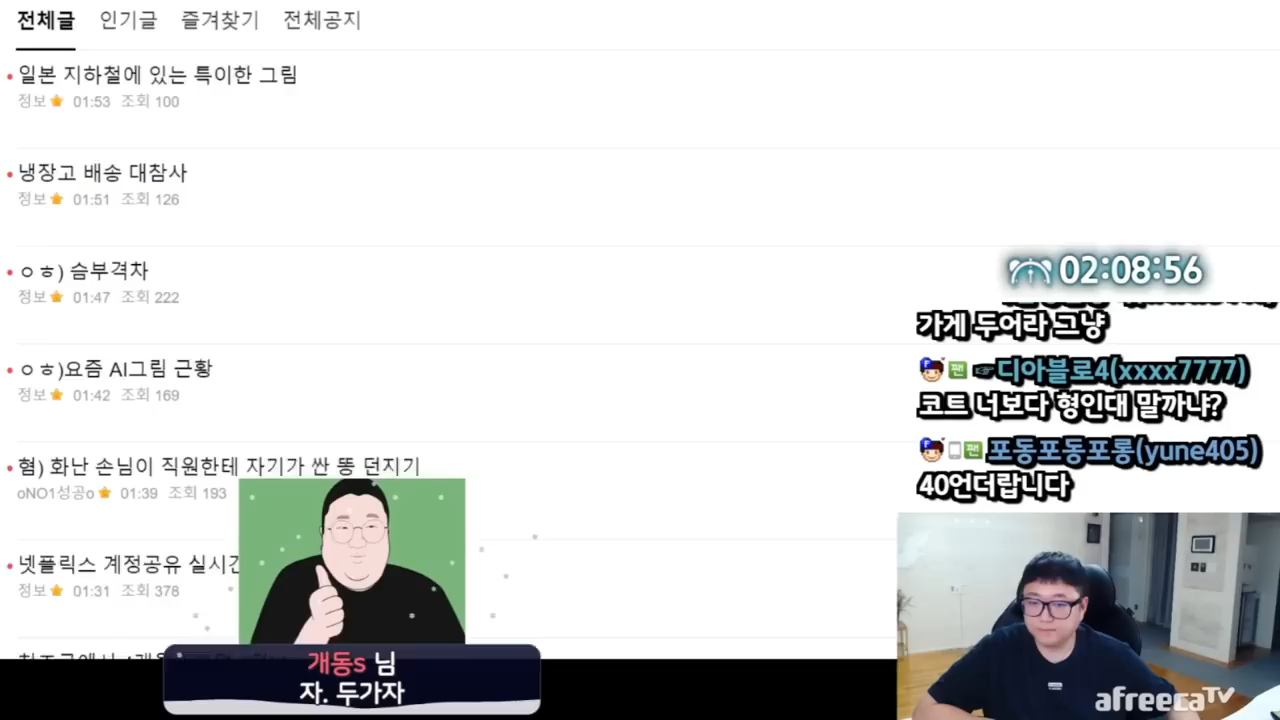 전체글 인기글 즐겨찾기 전체공지
일본 지하철에 있는 특이한 그림
정보 01:53 조회 100
냉장고 배송 대참사
정보 01:51 조회 126
ㅇㅎ) 슴부격차
정보 01:47 조회 222
ㅇㅎ)요즘 AI그림 근황
정보 01:42 조회 169
혐) 화난 손님이 직원한테 자기가 싼 똥 던지기
oNO1성공o 01:39 조회 193
넷플릭스 계정공유
정보 01:31 조회 378
개동s 님
자. 두가자
02:08:56
가게 두어라 그냥
짼 ☞디아블로4(xxxx7777)
코트 너보다 형인대 말까냐?
짼 포동포동포롱(yune405)
40언더랍니다
afreecaTV